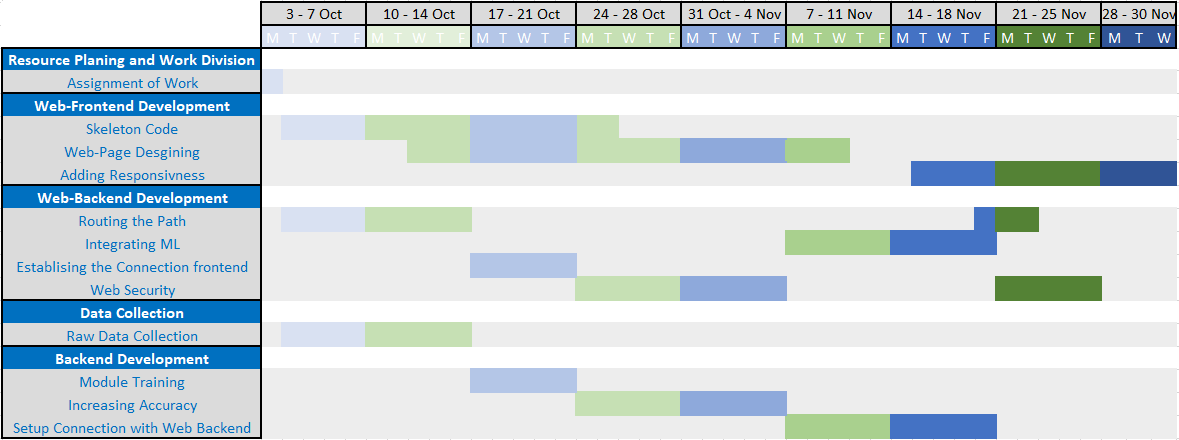 3 - 7 Oct 10 - 14 Oct 17 - 21 Oct 24 - 28 Oct 31 Oct - 4 Nov 7 - 11 Nov 14 - 18 Nov 21 - 25 Nov 28 - 30 Nov
M T W T F M T W T F M T W T F M T W T F M T W T F M T W T F M T W T F M T W T F M T W
Resource Planing and Work Division
Assignment of Work
Web-Frontend Development
Skeleton Code
Web-Page Desgining
Adding Responsivness
Web-Backend Development
Routing the Path
Integrating ML
Establising the Connection frontend
Web Security
Data Collection
Raw Data Collection
Backend Development
Module Training
Increasing Accuracy
Setup Connection with Web Backend